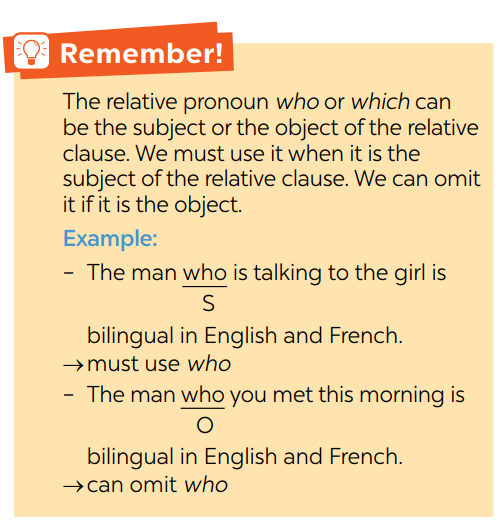 Remember!
The relative pronoun who or which can
be the subject or the object of the relative
clause. We must use it when it is the
subject of the relative clause. We can omit
it if it is the object.
Example:
– The man who is talking to the girl is
S
bilingual in English and French.
→ must use who
– The man who you met this morning is
O
bilingual in English and French.
→ can omit who